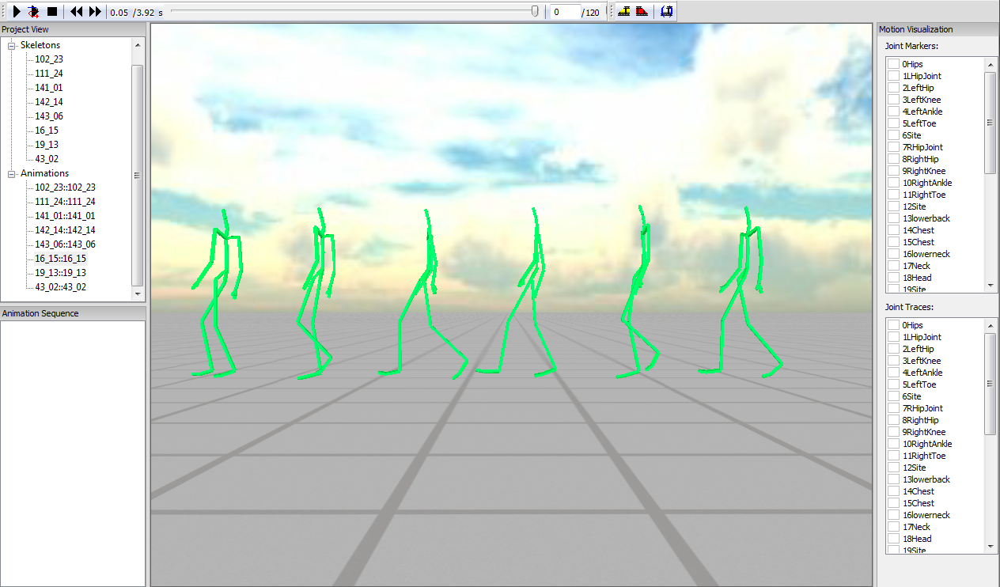 0.05 /3.92 s
0 /120
Project View
Skeletons
102_23
111_24
141_01
142_14
143_06
16_15
19_13
43_02
Animations
102_23::102_23
111_24::111_24
141_01::141_01
142_14::142_14
143_06::143_06
16_15::16_15
19_13::19_13
43_02::43_02
Animation Sequence
Motion Visualization
Joint Markers:
0Hips
1LHipJoint
2LeftHip
3LeftKnee
4LeftAnkle
5LeftToe
6Site
7RHipJoint
8RightHip
9RightKnee
10RightAnkle
11RightToe
12Site
13lowerback
14Chest
15Chest
16lowerneck
17Neck
18Head
19Site
Joint Traces:
0Hips
1LHipJoint
2LeftHip
3LeftKnee
4LeftAnkle
5LeftToe
6Site
7RHipJoint
8RightHip
9RightKnee
10RightAnkle
11RightToe
12Site
13lowerback
14Chest
15Chest
16lowerneck
17Neck
18Head
19Site